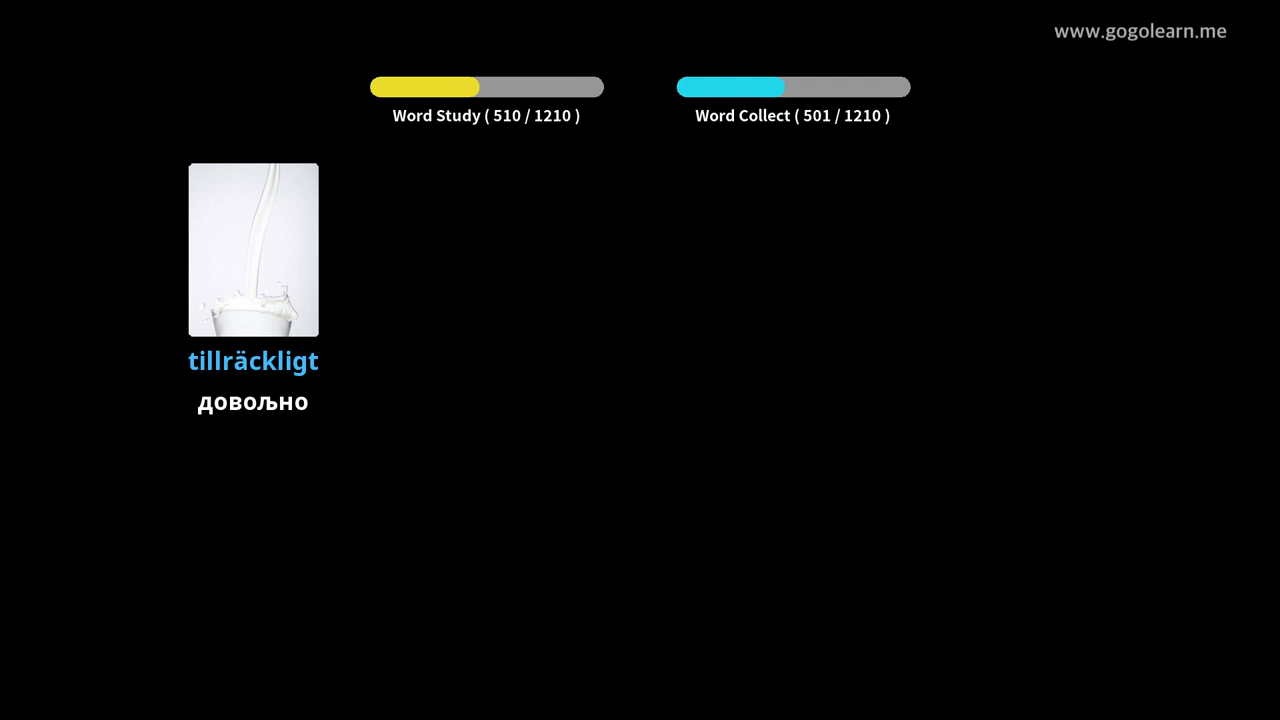 www.gogolearn.me
Word Study ( 510 / 1210 )
Word Collect ( 501 / 1210 )
tillräckligt
довољно